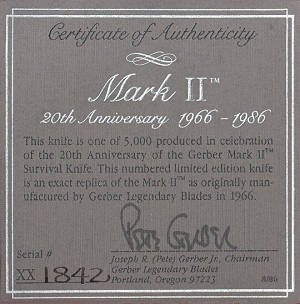 Certificate of Authenticity
Mark II™
20th Anniversary 1966 - 1986
This knife is one of 5,000 produced in celebration
of the 20th Anniversary of the Gerber Mark II™
Survival Knife. This numbered limited edition knife
is an exact replica of the Mark II™ as originally man-
ufactured by Gerber Legendary Blades in 1966.
Pete Gerber
Serial #
XX 1842
Joseph R. (Pete) Gerber Jr., Chairman
Gerber Legendary Blades
Portland, Oregon 97223